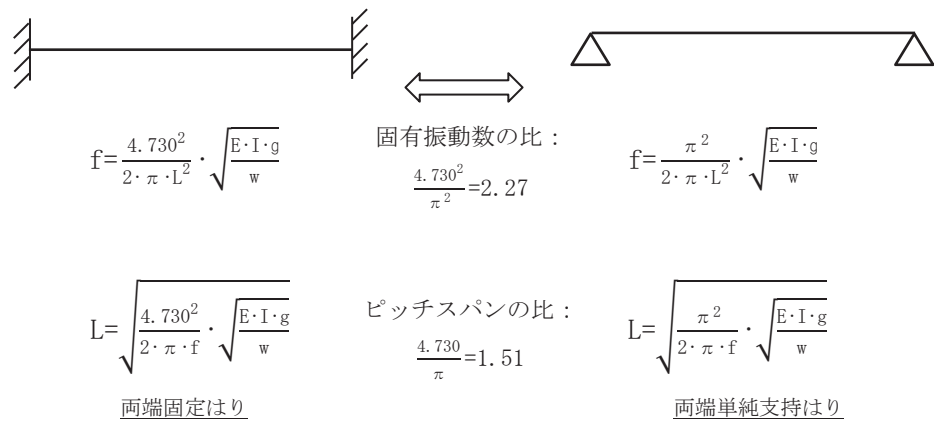 f=4.730²/(2·π·L²)·√(E·I·g/w)
固有振動数の比：
4.730²/π²=2.27
f=π²/(2·π·L²)·√(E·I·g/w)
L=√(4.730²/(2·π·f)·√(E·I·g/w))
ピッチスパンの比：
4.730/π=1.51
L=√(π²/(2·π·f)·√(E·I·g/w))
両端固定はり
両端単純支持はり